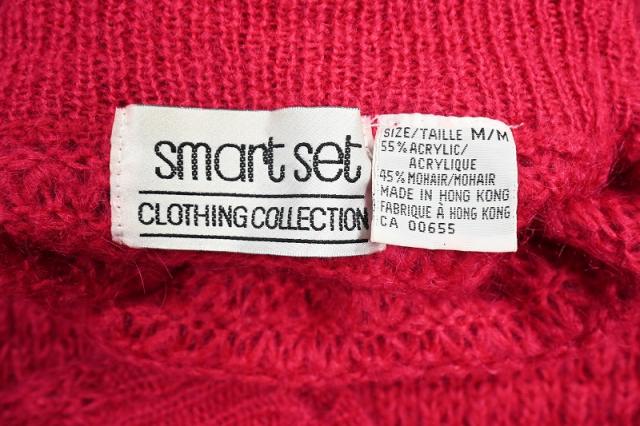 smart set
CLOTHING COLLECTION
SIZE/TAILLE M/M
55% ACRYLIC/
ACRYLIQUE
45% MOHAIR/MOHAIR
MADE IN HONG KONG
FABRIQUE À HONG KONG
CA 00655